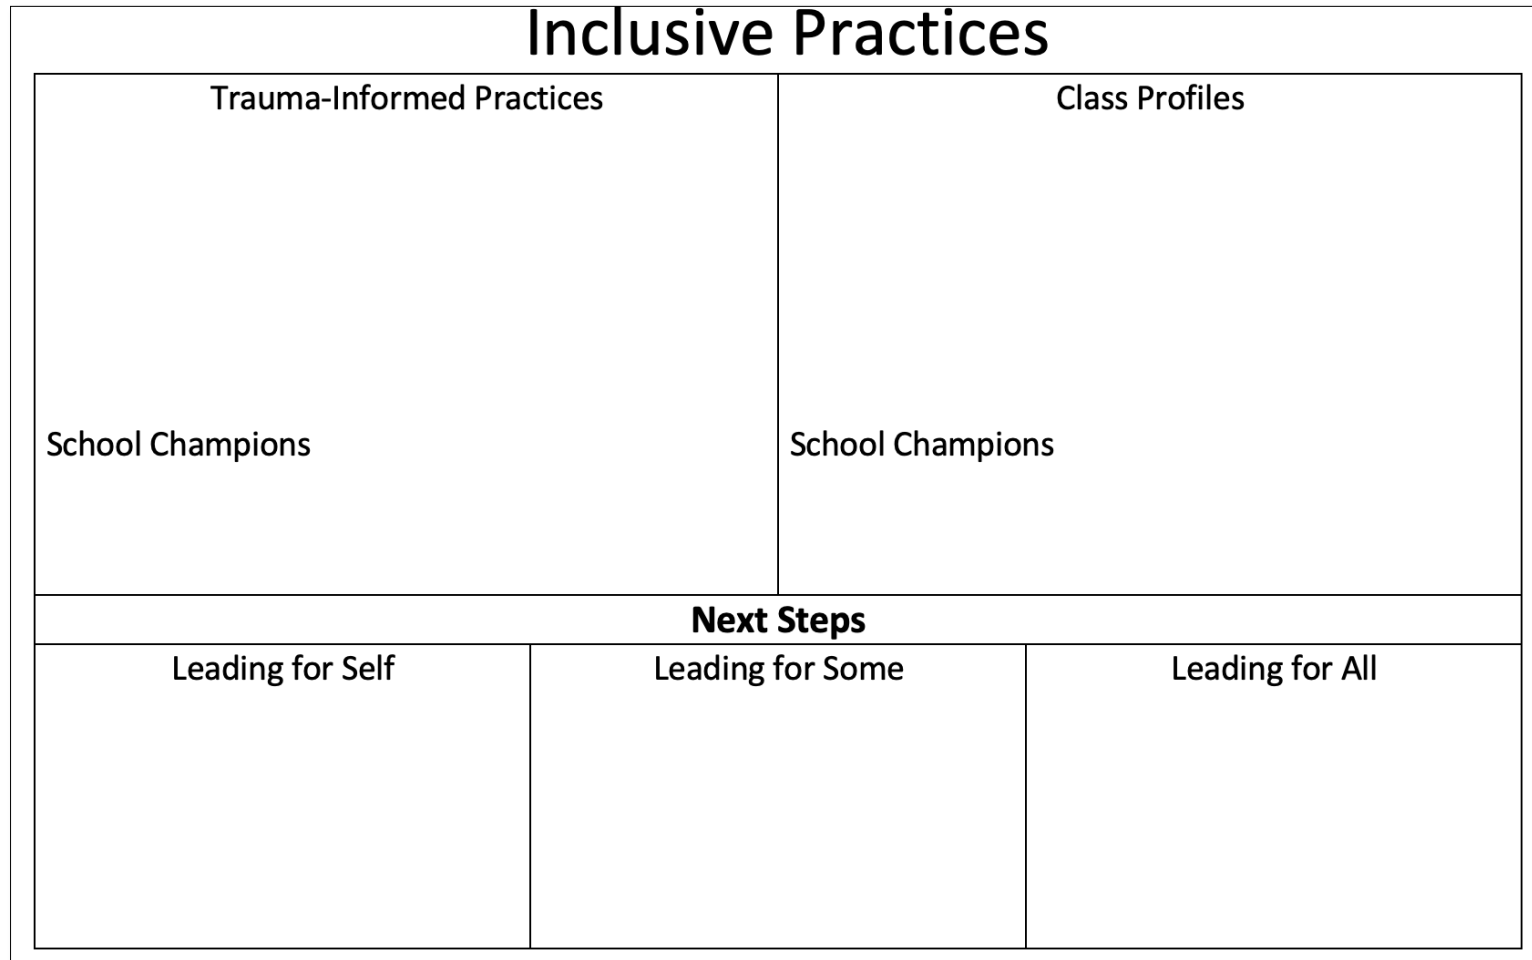 Inclusive Practices
Trauma-Informed Practices
Class Profiles
School Champions
School Champions
Next Steps
Leading for Self
Leading for Some
Leading for All